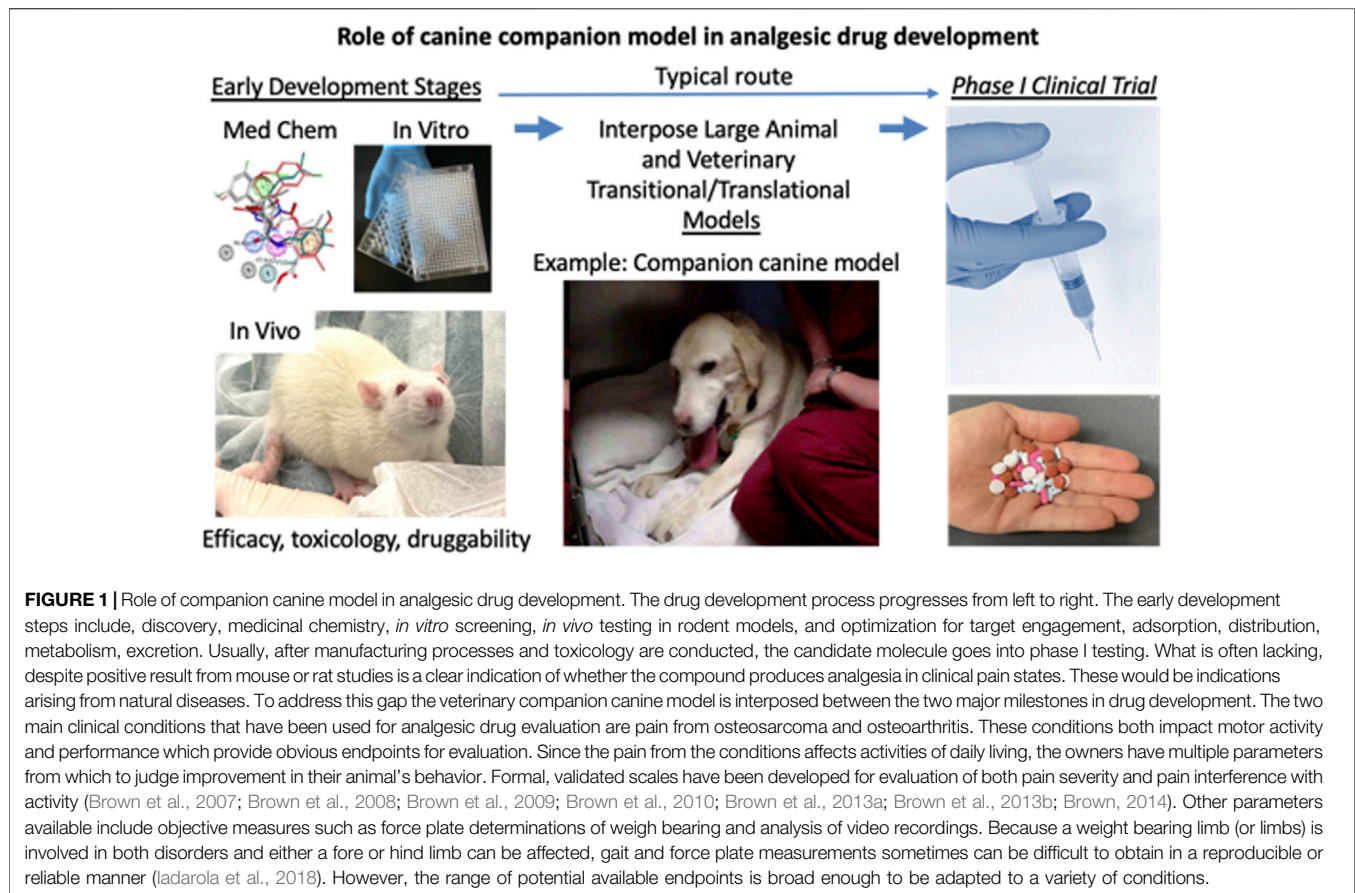 Role of canine companion model in analgesic drug development
Typical route
Early Development Stages
Phase I Clinical Trial
Med Chem
In Vitro
Interpose Large Animal
and Veterinary
Transitional/Translational
Models
Example: Companion canine model
In Vivo
Efficacy, toxicology, druggability
FIGURE 1 | Role of companion canine model in analgesic drug development. The drug development process progresses from left to right. The early development
steps include, discovery, medicinal chemistry, in vitro screening, in vivo testing in rodent models, and optimization for target engagement, adsorption, distribution,
metabolism, excretion. Usually, after manufacturing processes and toxicology are conducted, the candidate molecule goes into phase I testing. What is often lacking,
despite positive result from mouse or rat studies is a clear indication of whether the compound produces analgesia in clinical pain states. These would be indications
arising from natural diseases. To address this gap the veterinary companion canine model is interposed between the two major milestones in drug development. The two
main clinical conditions that have been used for analgesic drug evaluation are pain from osteosarcoma and osteoarthritis. These conditions both impact motor activity
and performance which provide obvious endpoints for evaluation. Since the pain from the conditions affects activities of daily living, the owners have multiple parameters
from which to judge improvement in their animal's behavior. Formal, validated scales have been developed for evaluation of both pain severity and pain interference with
activity (Brown et al., 2007; Brown et al., 2008; Brown et al., 2009; Brown et al., 2010; Brown et al., 2013a; Brown et al., 2013b; Brown, 2014). Other parameters
available include objective measures such as force plate determinations of weigh bearing and analysis of video recordings. Because a weight bearing limb (or limbs) is
involved in both disorders and either a fore or hind limb can be affected, gait and force plate measurements sometimes can be difficult to obtain in a reproducible or
reliable manner (Iadarola et al., 2018). However, the range of potential available endpoints is broad enough to be adapted to a variety of conditions.